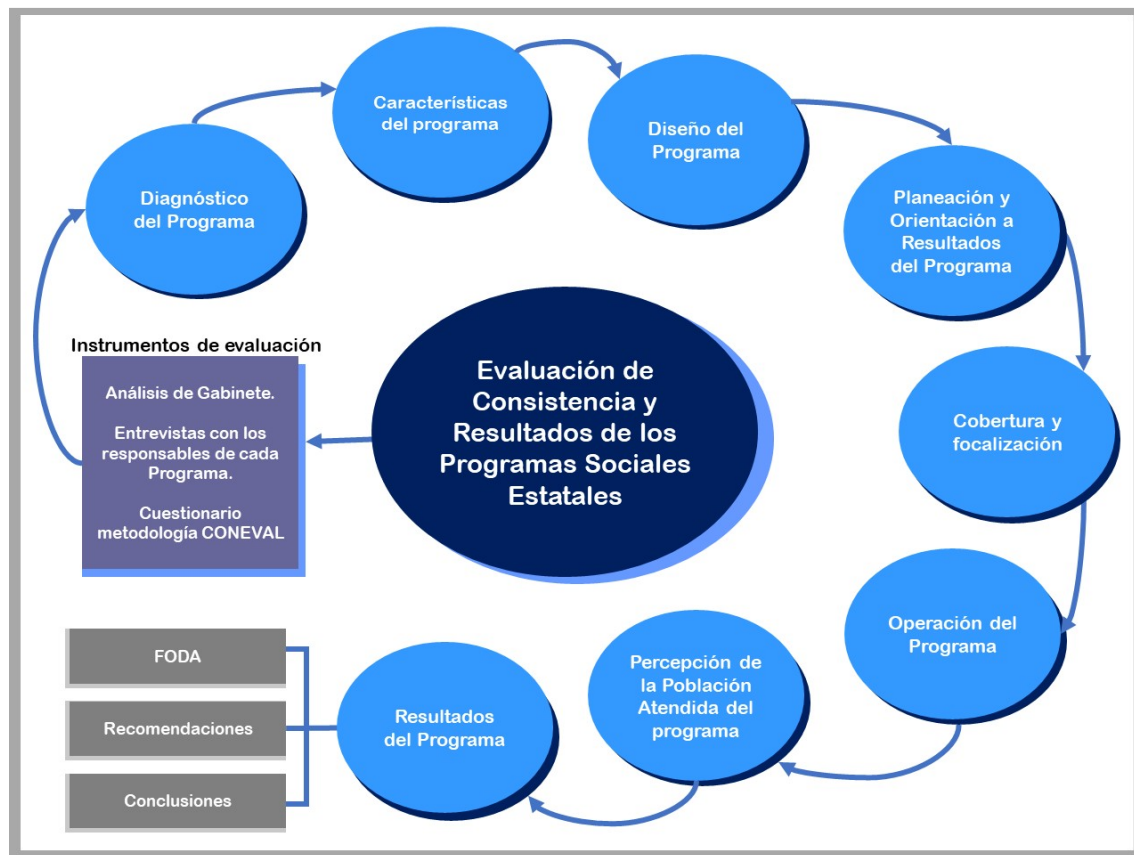 Evaluación de
Consistencia y
Resultados de los
Programas Sociales
Estatales
Instrumentos de evaluación
Análisis de Gabinete.
Entrevistas con los
responsables de cada
Programa.
Cuestionario
metodología CONEVAL
Diagnóstico
del Programa
Características
del programa
Diseño del
Programa
Planeación y
Orientación a
Resultados
del Programa
Cobertura y
focalización
Operación del
Programa
Percepción de
la Población
Atendida del
programa
Resultados
del Programa
FODA
Recomendaciones
Conclusiones